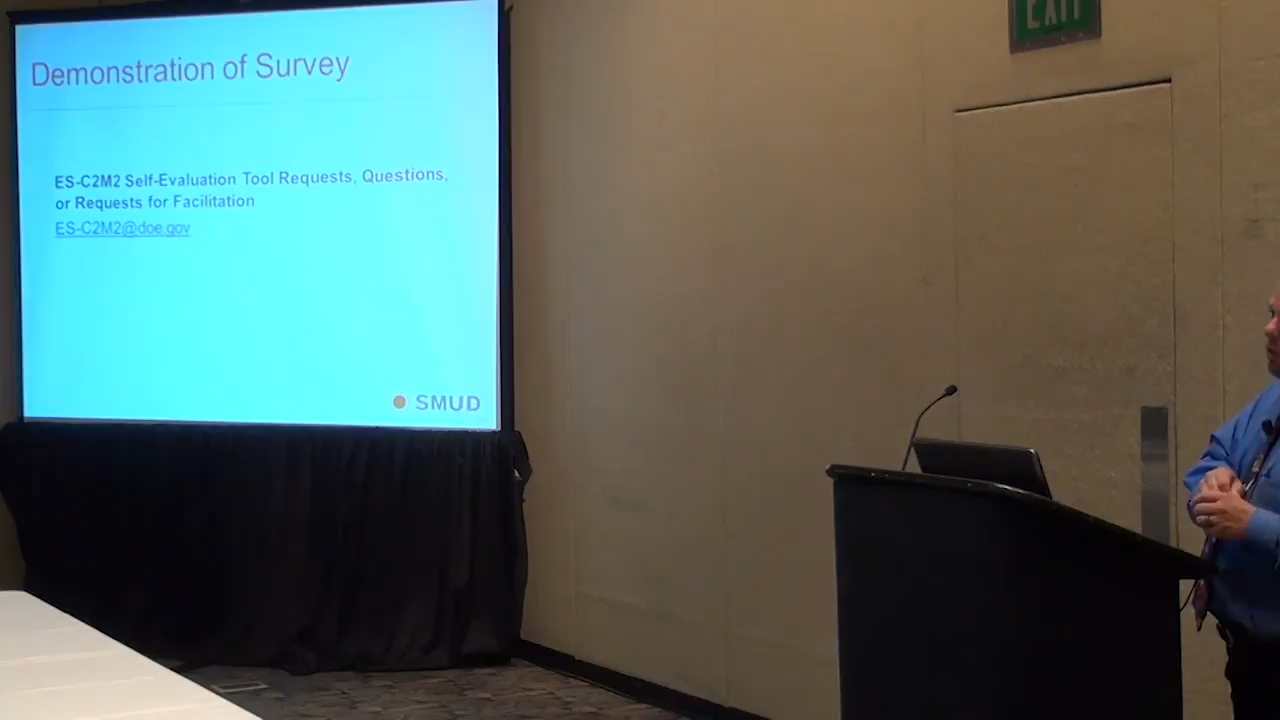 Demonstration of Survey
ES-C2M2 Self-Evaluation Tool Requests, Questions,
or Requests for Facilitation
ES-C2M2@doe.gov
SMUD
EXIT